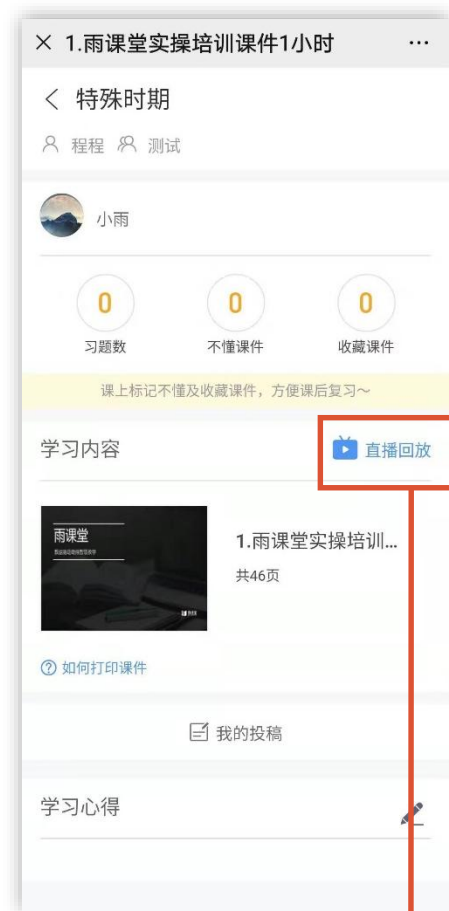 1.雨课堂实操培训课件1小时
特殊时期
程程 测试
小雨
0 0 0
习题数 不懂课件 收藏课件
课上标记不懂及收藏课件，方便课后复习～
学习内容 直播回放
雨课堂
1.雨课堂实操培训...
共46页
如何打印课件
我的投稿
学习心得